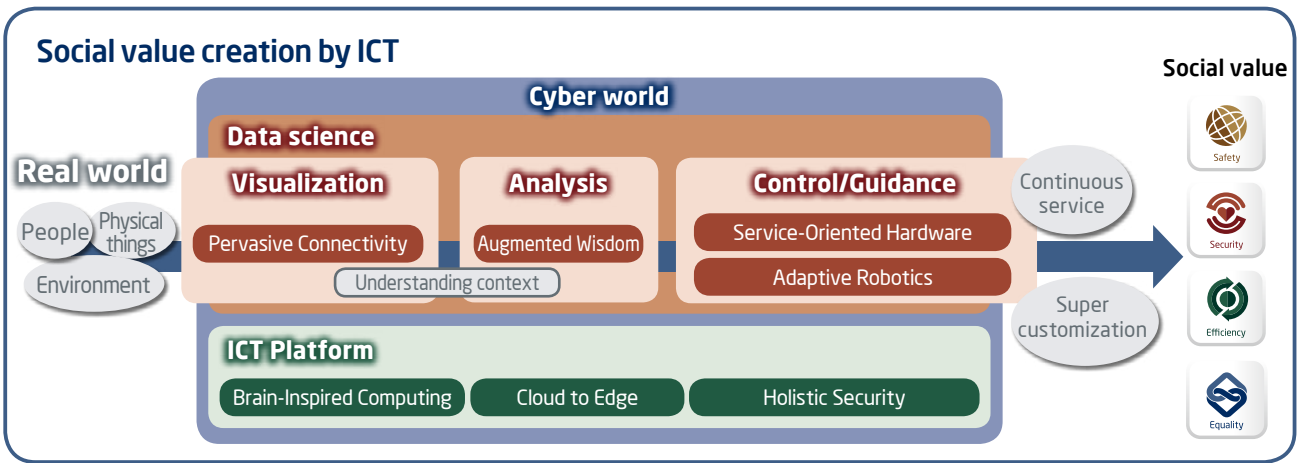 Social value creation by ICT
Social value
Cyber world
Data science
Real world
People
Physical
things
Environment
Visualization
Pervasive Connectivity
Analysis
Augmented Wisdom
Understanding context
Control/Guidance
Service-Oriented Hardware
Adaptive Robotics
Continuous
service
Super
customization
ICT Platform
Brain-Inspired Computing
Cloud to Edge
Holistic Security
Safety
Security
Efficiency
Equality